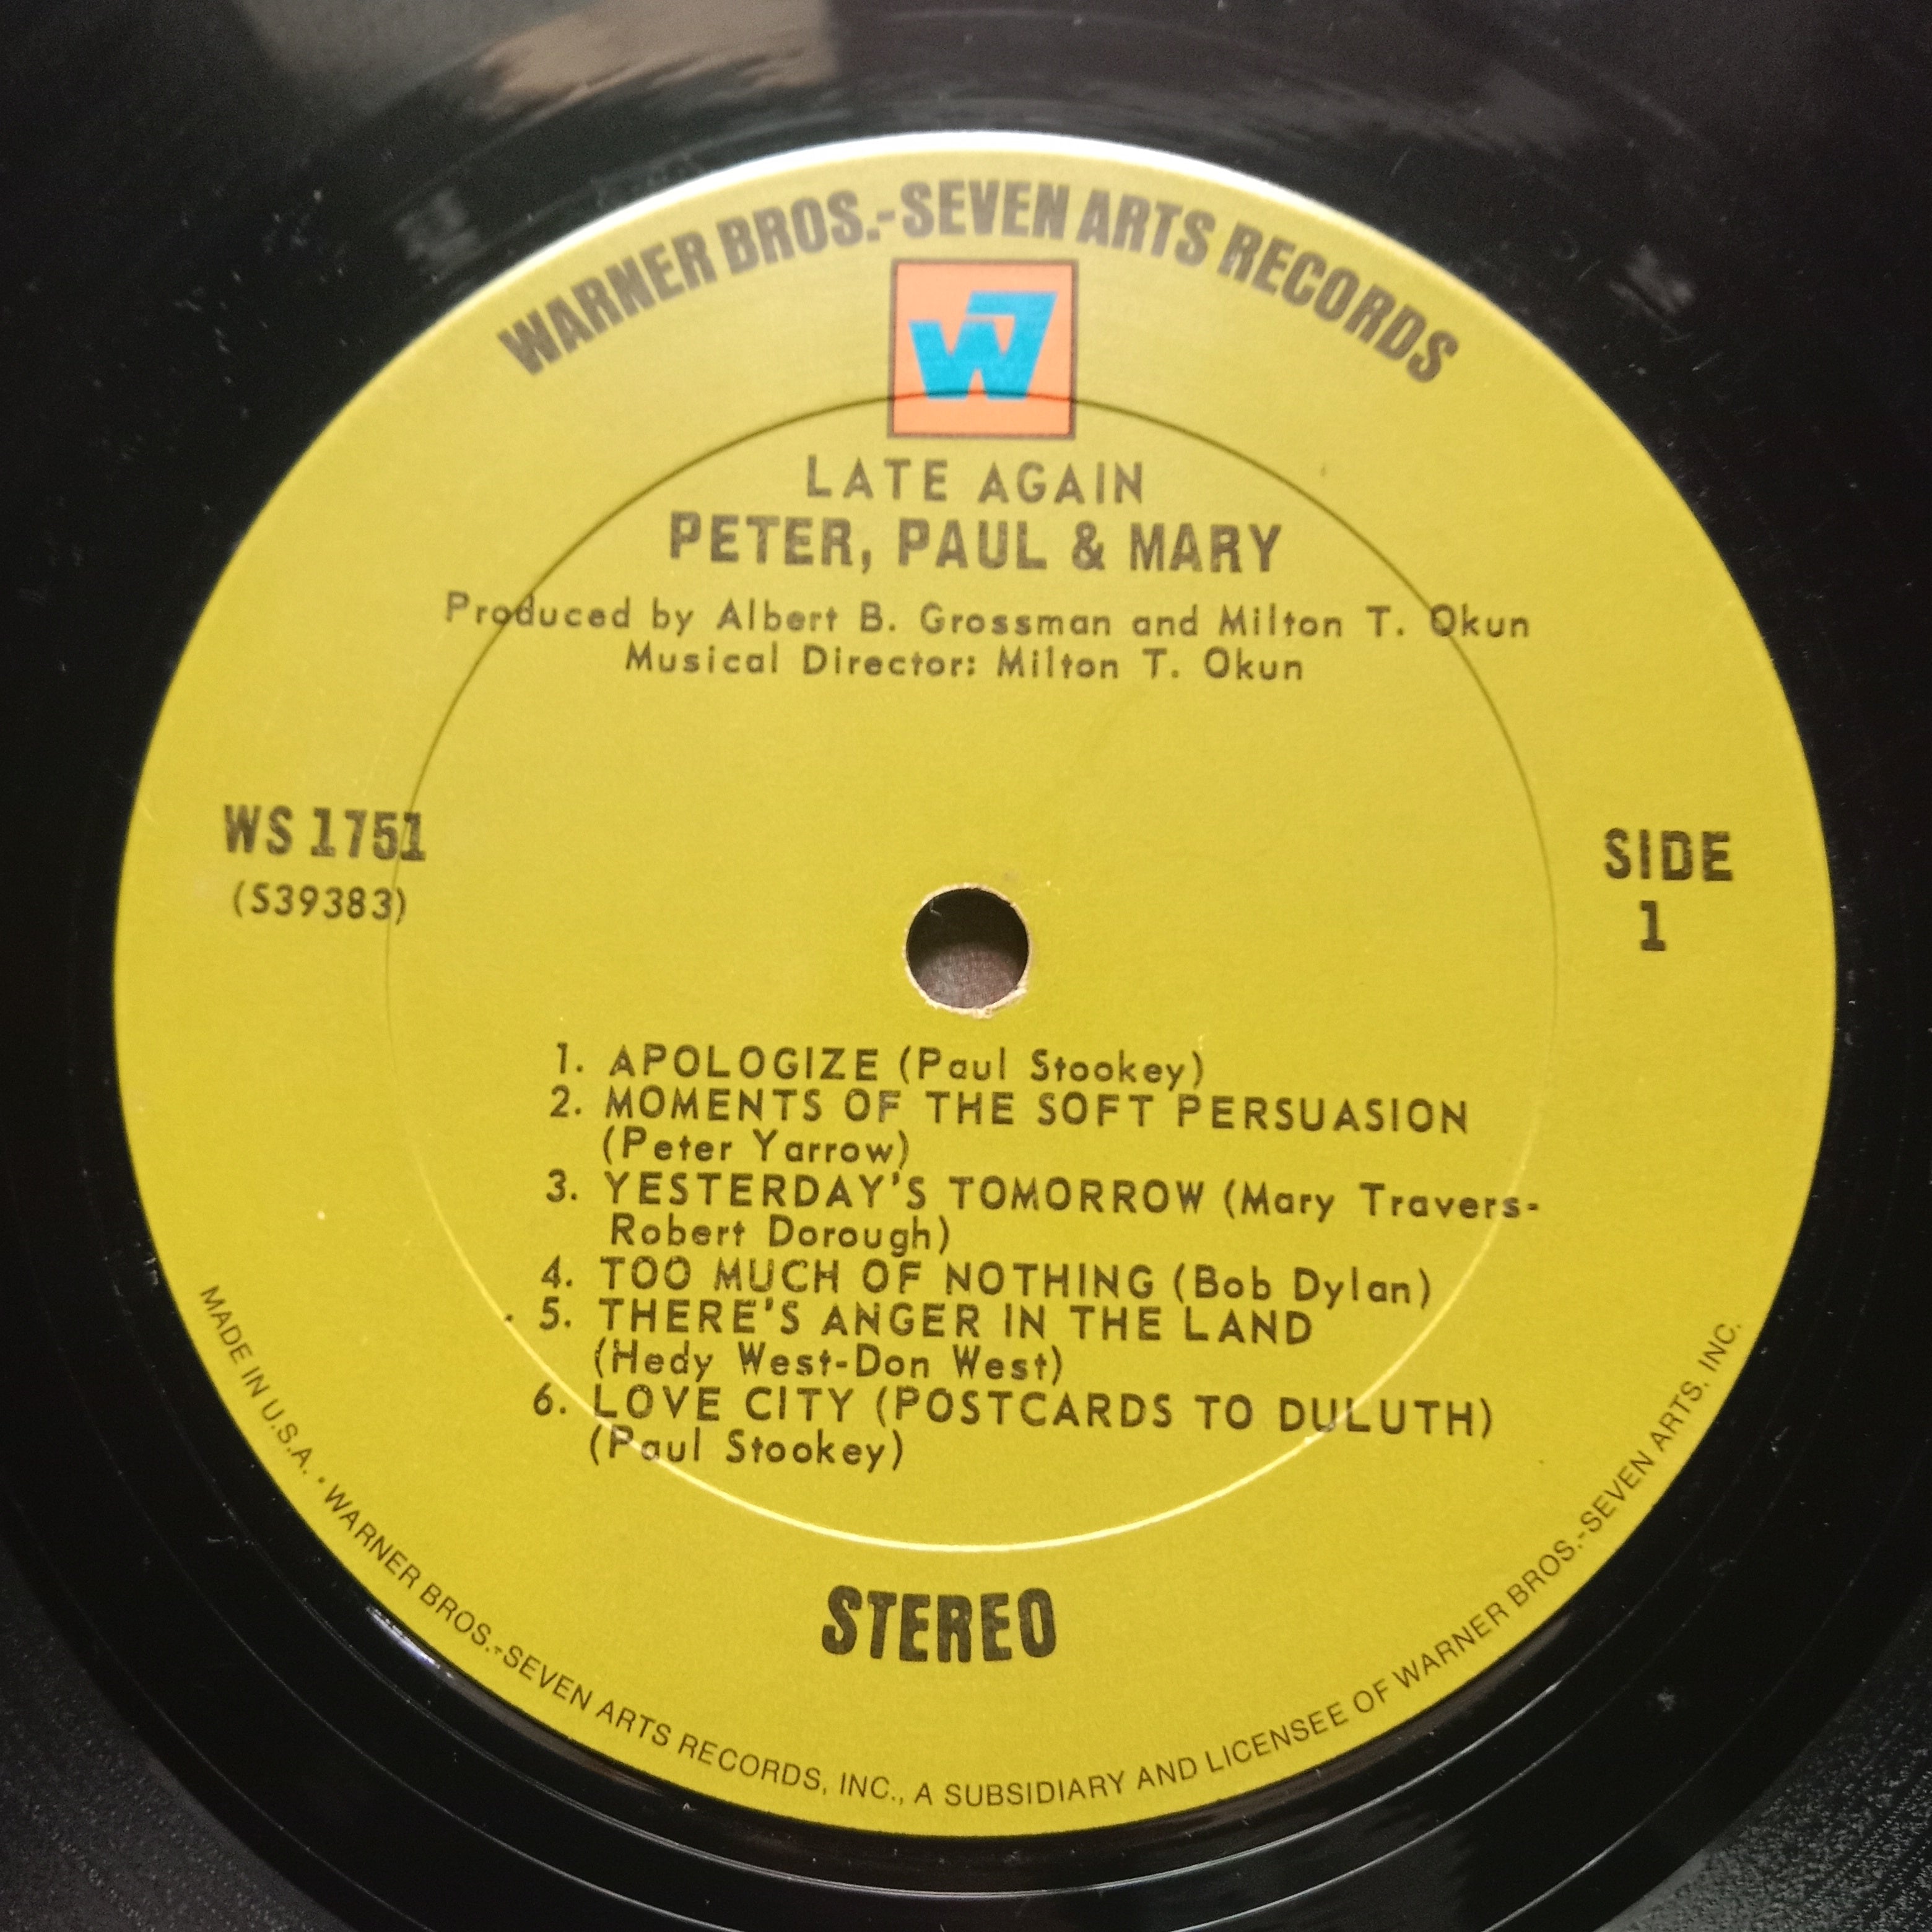 WARNER BROS.-SEVEN ARTS RECORDS
W7
LATE AGAIN
PETER, PAUL & MARY
Produced by Albert B. Grossman and Milton T. Okun
Musical Director: Milton T. Okun
WS 1751
(S39383)
SIDE
1
1. APOLOGIZE (Paul Stookey)
2. MOMENTS OF THE SOFT PERSUASION
(Peter Yarrow)
3. YESTERDAY'S TOMORROW (Mary Travers-
Robert Dorough)
4. TOO MUCH OF NOTHING (Bob Dylan)
5. THERE'S ANGER IN THE LAND
(Hedy West-Don West)
6. LOVE CITY (POSTCARDS TO DULUTH)
(Paul Stookey)
STEREO
MADE IN U.S.A. • WARNER BROS.-SEVEN ARTS RECORDS, INC., A SUBSIDIARY AND LICENSEE OF WARNER BROS.-SEVEN ARTS, INC.